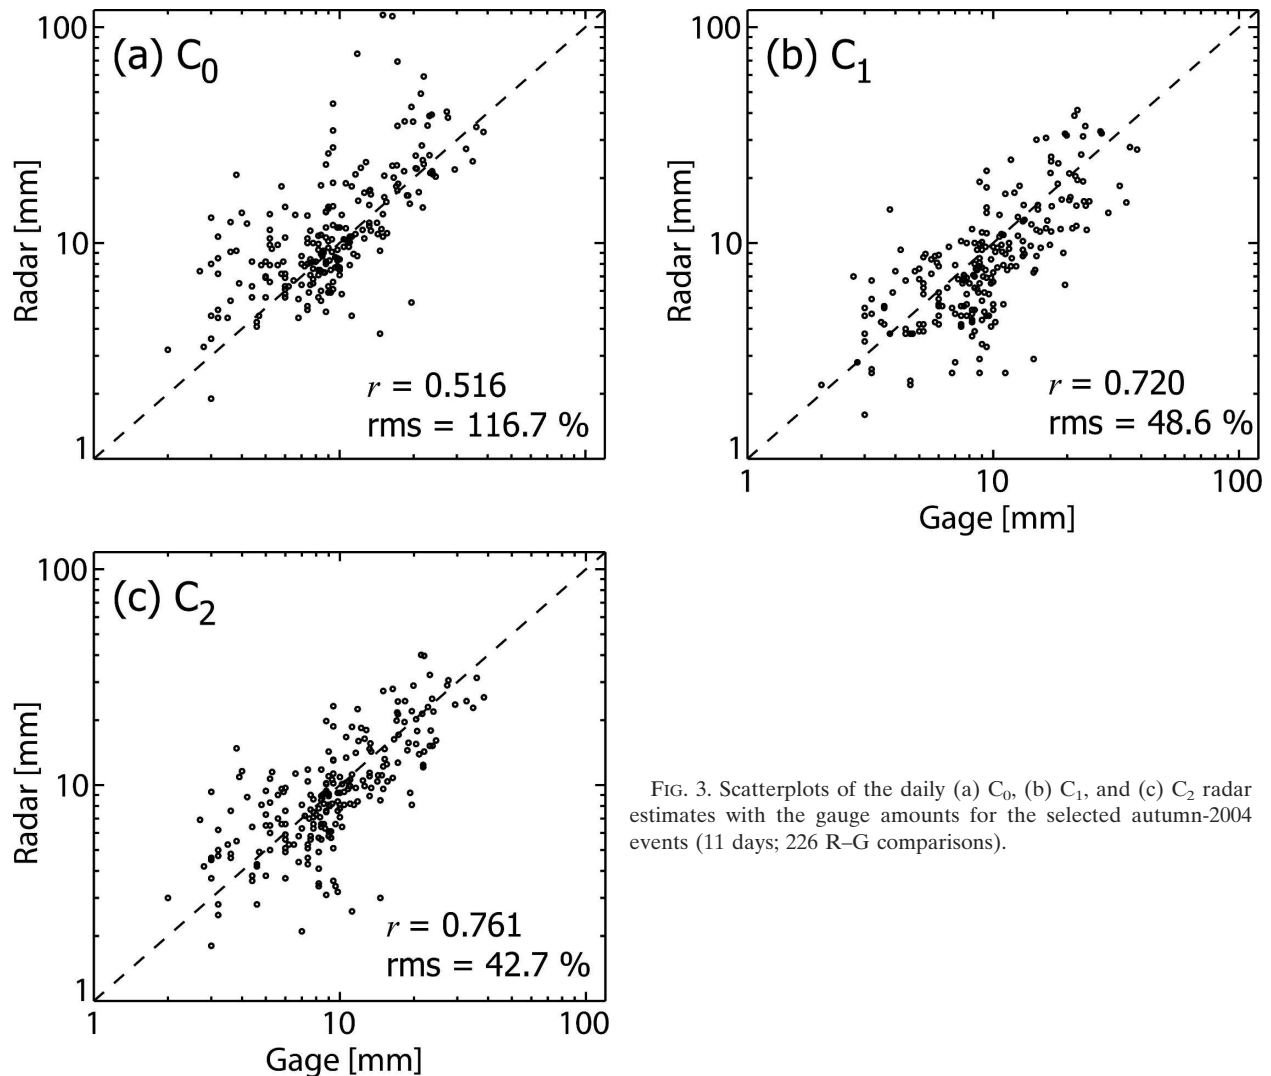 (a) C₀
100
10
1
Radar [mm]
r = 0.516
rms = 116.7 %
(b) C₁
100
10
1
Radar [mm]
r = 0.720
rms = 48.6 %
1 10 100
Gage [mm]
(c) C₂
100
10
1
Radar [mm]
r = 0.761
rms = 42.7 %
1 10 100
Gage [mm]
FIG. 3. Scatterplots of the daily (a) C₀, (b) C₁, and (c) C₂ radar
estimates with the gauge amounts for the selected autumn-2004
events (11 days; 226 R–G comparisons).